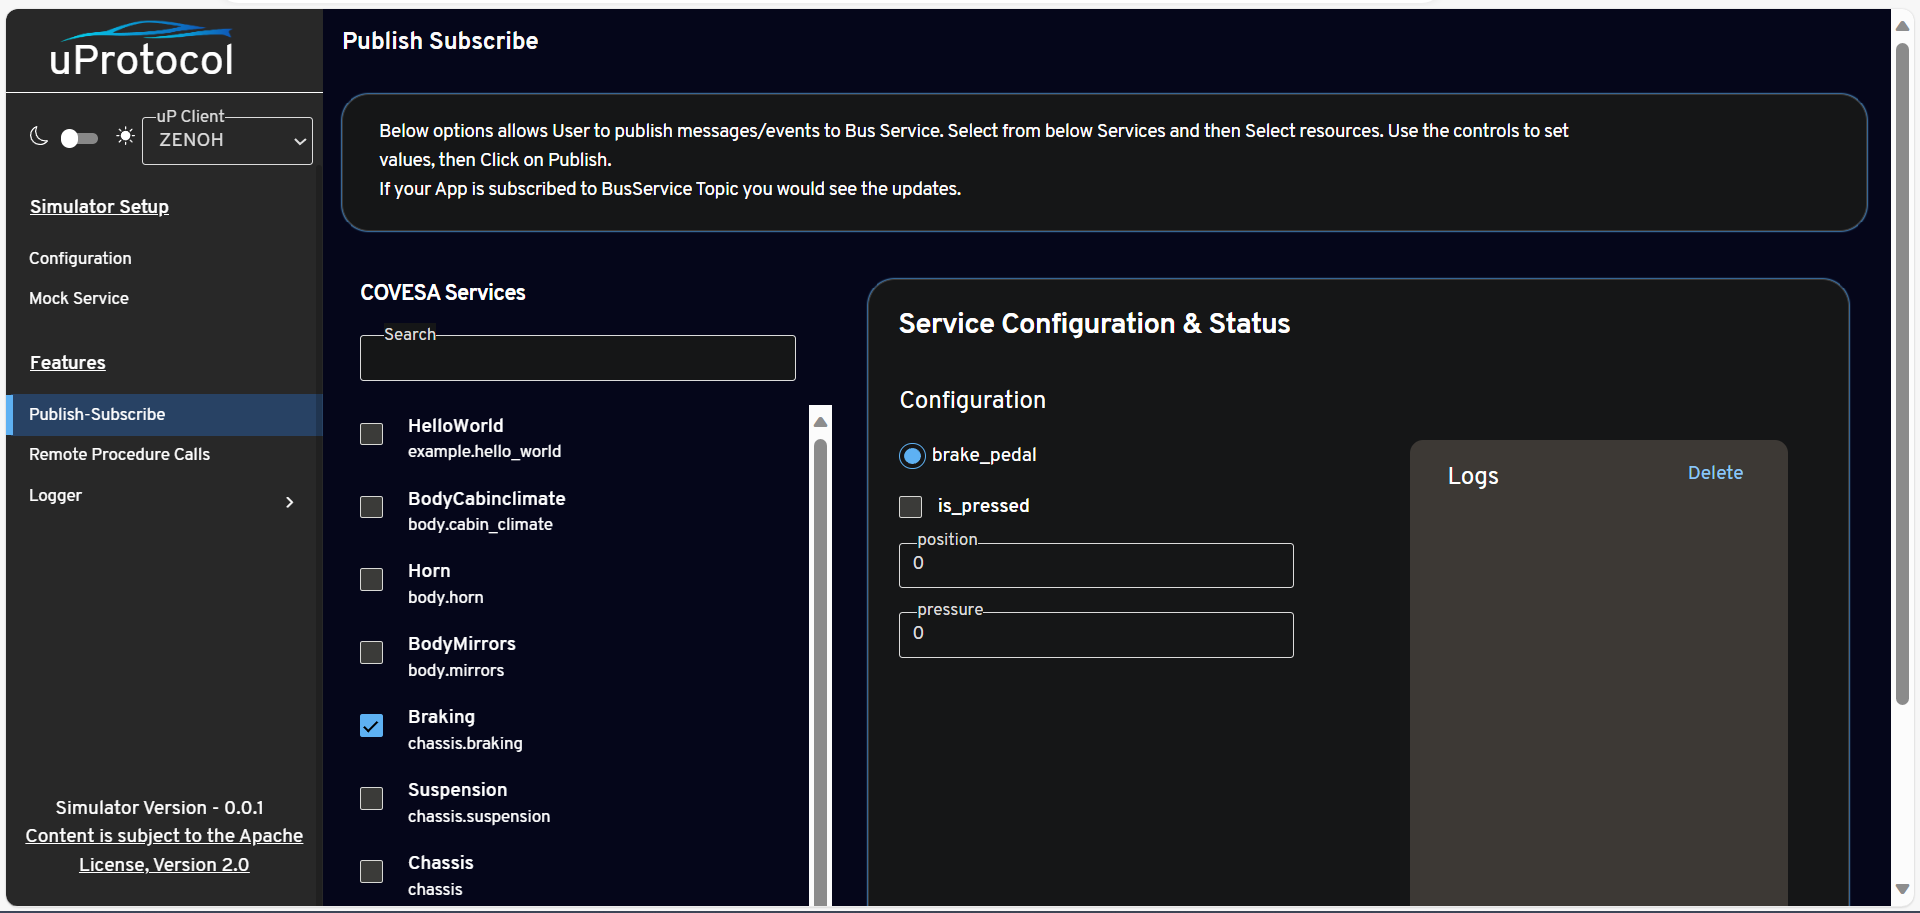 uProtocol
uP Client
ZENOH
Simulator Setup
Configuration
Mock Service
Features
Publish-Subscribe
Remote Procedure Calls
Logger
Simulator Version - 0.0.1
Content is subject to the Apache
License, Version 2.0
Publish Subscribe
Below options allows User to publish messages/events to Bus Service. Select from below Services and then Select resources. Use the controls to set
values, then Click on Publish.
If your App is subscribed to BusService Topic you would see the updates.
COVESA Services
Search
HelloWorld
example.hello_world
BodyCabinclimate
body.cabin_climate
Horn
body.horn
BodyMirrors
body.mirrors
Braking
chassis.braking
Suspension
chassis.suspension
Chassis
chassis
Service Configuration & Status
Configuration
brake_pedal
is_pressed
position
0
pressure
0
Logs
Delete